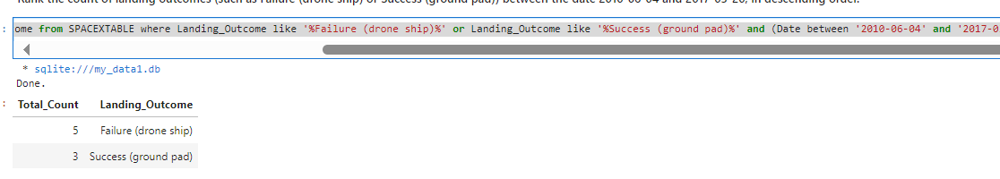 Rank the count of landing outcomes (such as Failure (drone ship) or Success (ground pad)) between the date 2010-06-04 and 2017-03-20, in descending order.
: ome from SPACEXTABLE where Landing_Outcome like '%Failure (drone ship)%' or Landing_Outcome like '%Success (ground pad)%' and (Date between '2010-06-04' and '2017-0
* sqlite:///my_data1.db
Done.
: Total_Count Landing_Outcome
5 Failure (drone ship)
3 Success (ground pad)